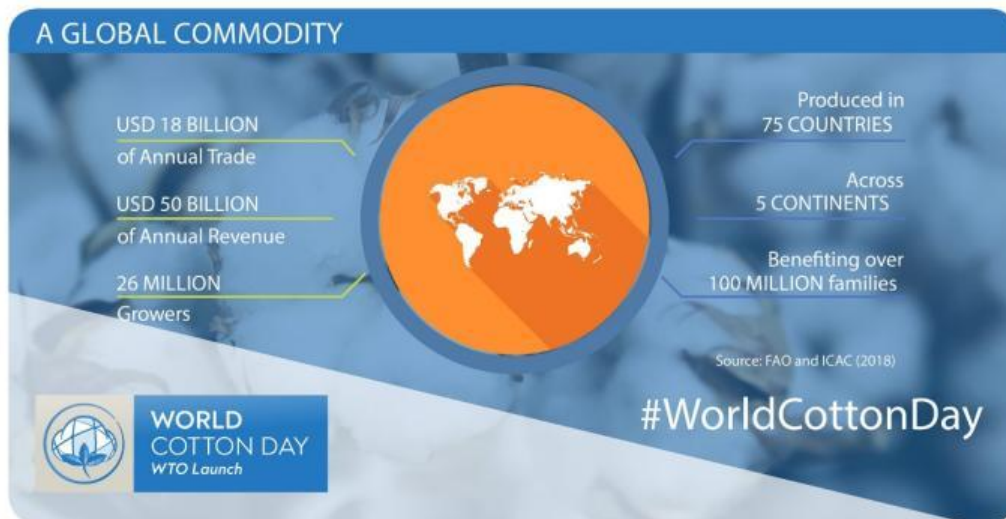 A GLOBAL COMMODITY
USD 18 BILLION
of Annual Trade
USD 50 BILLION
of Annual Revenue
26 MILLION
Growers
Produced in
75 COUNTRIES
Across
5 CONTINENTS
Benefiting over
100 MILLION families
Source: FAO and ICAC (2018)
#WorldCottonDay
WORLD
COTTON DAY
WTO Launch